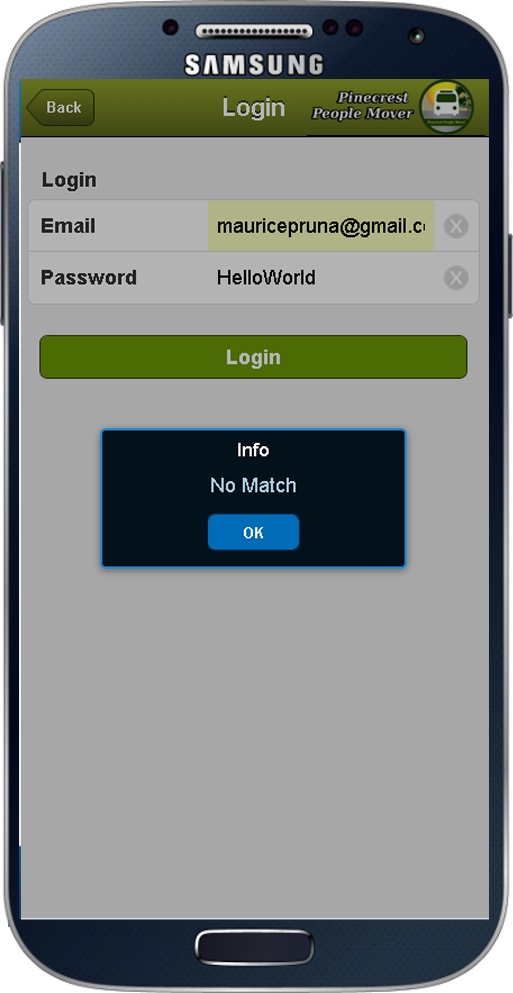 SAMSUNG
Back
Login
Pinecrest
People Mover
Login
Email
mauricepruna@gmail.c
Password
HelloWorld
Login
Info
No Match
OK